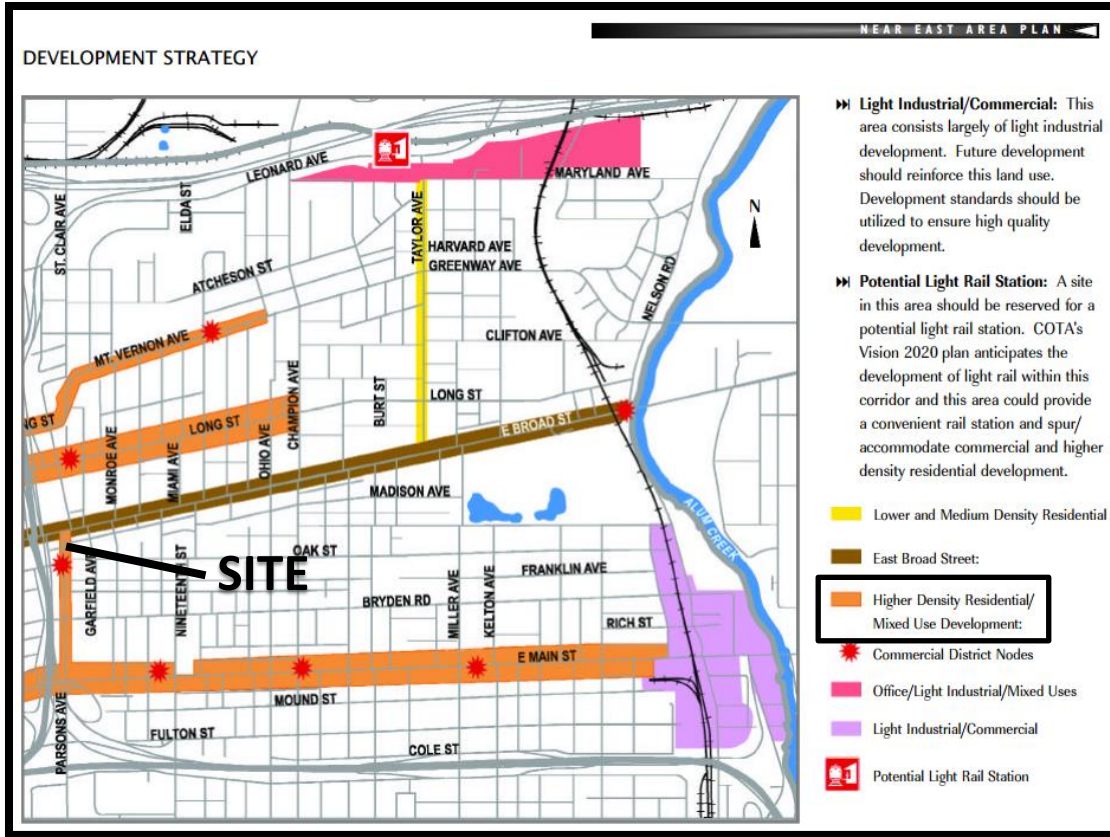 NEAR EAST AREA PLAN
DEVELOPMENT STRATEGY
LEONARD AVE
MARYLAND AVE
ST. CLAIR AVE
ELDA ST
TAYLOR AVE
N
HARVARD AVE
GREENWAY AVE
ATCHESON ST
NELSON RD
CLIFTON AVE
MT. VERNON AVE
NG ST
LONG ST
CHAMPION AVE
BURT ST
LONG ST
E BROAD ST
MONROE AVE
MIAMI AVE
OHIO AVE
MADISON AVE
ALUM CREEK
OAK ST
SITE
FRANKLIN AVE
GARFIELD AVE
NINETEENTH ST
BRYDEN RD
MILLER AVE
KELTON AVE
RICH ST
E MAIN ST
MOUND ST
PARSONS AVE
FULTON ST
COLE ST
Light Industrial/Commercial: This
area consists largely of light industrial
development. Future development
should reinforce this land use.
Development standards should be
utilized to ensure high quality
development.
Potential Light Rail Station: A site
in this area should be reserved for a
potential light rail station. COTA's
Vision 2020 plan anticipates the
development of light rail within this
corridor and this area could provide
a convenient rail station and spur/
accommodate commercial and higher
density residential development.
Lower and Medium Density Residential
East Broad Street:
Higher Density Residential/
Mixed Use Development:
Commercial District Nodes
Office/Light Industrial/Mixed Uses
Light Industrial/Commercial
Potential Light Rail Station